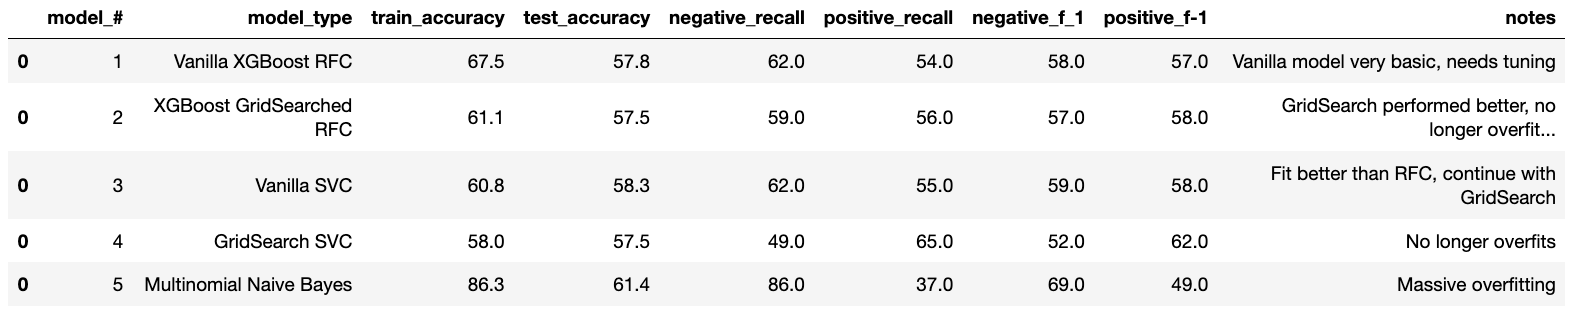 model_# model_type train_accuracy test_accuracy negative_recall positive_recall negative_f_1 positive_f-1 notes
0 1 Vanilla XGBoost RFC 67.5 57.8 62.0 54.0 58.0 57.0 Vanilla model very basic, needs tuning
0 2 XGBoost GridSearched RFC 61.1 57.5 59.0 56.0 57.0 58.0 GridSearch performed better, no longer overfit...
0 3 Vanilla SVC 60.8 58.3 62.0 55.0 59.0 58.0 Fit better than RFC, continue with GridSearch
0 4 GridSearch SVC 58.0 57.5 49.0 65.0 52.0 62.0 No longer overfits
0 5 Multinomial Naive Bayes 86.3 61.4 86.0 37.0 69.0 49.0 Massive overfitting